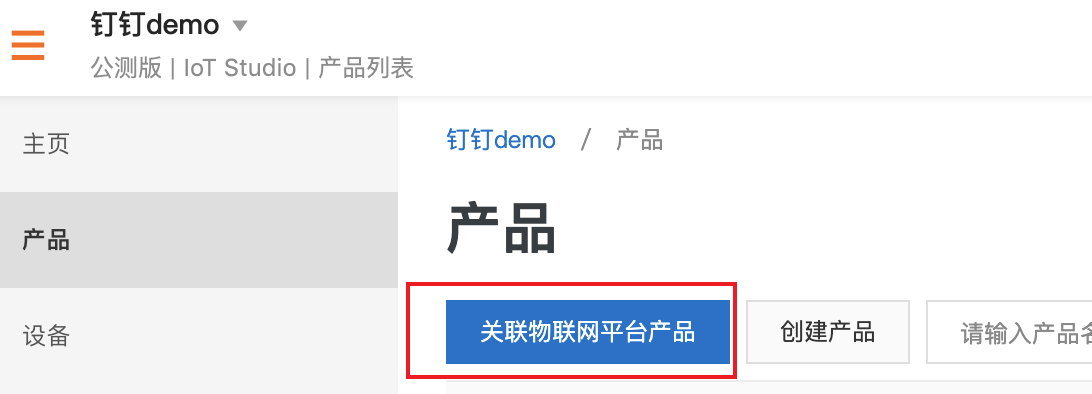 钉钉demo
公测版 | IoT Studio | 产品列表
主页
产品
设备
钉钉demo / 产品
产品
关联物联网平台产品 创建产品 请输入产品名